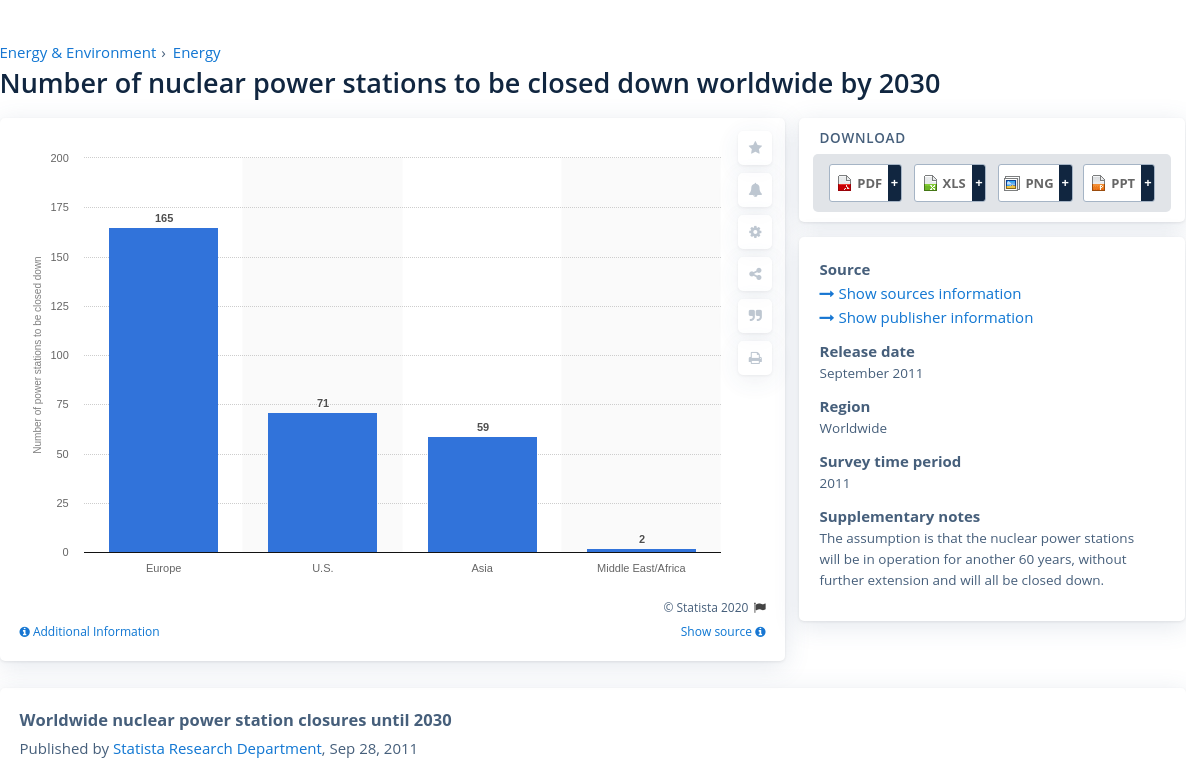 Energy & Environment › Energy
Number of nuclear power stations to be closed down worldwide by 2030
Number of power stations to be closed down
200
175
150
125
100
75
50
25
0
165
71
59
2
Europe
U.S.
Asia
Middle East/Africa
© Statista 2020
Additional Information
Show source
DOWNLOAD
PDF +
XLS +
PNG +
PPT +
Source
Show sources information
Show publisher information
Release date
September 2011
Region
Worldwide
Survey time period
2011
Supplementary notes
The assumption is that the nuclear power stations
will be in operation for another 60 years, without
further extension and will all be closed down.
Worldwide nuclear power station closures until 2030
Published by Statista Research Department, Sep 28, 2011